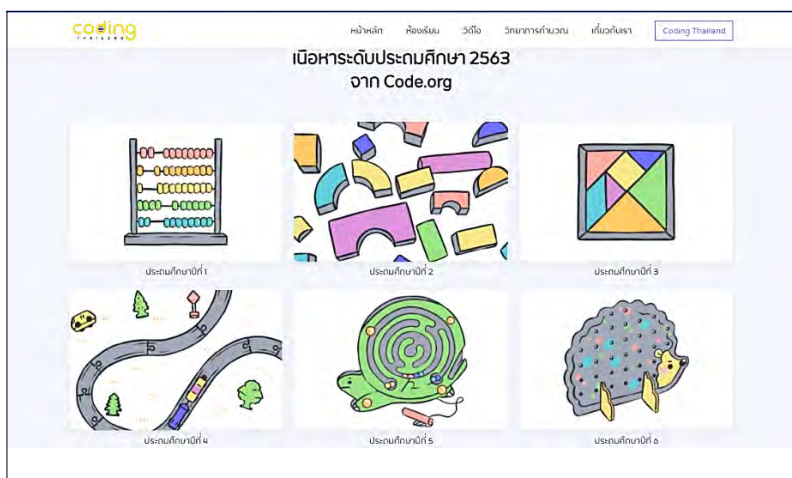 coding
THAILAND
หน้าหลัก ห้องเรียน วิดีโอ วิทยาการคำนวณ เกี่ยวกับเรา Coding Thailand
เนื้อหาระดับประถมศึกษา 2563
จาก Code.org
ประถมศึกษาปีที่ 1 ประถมศึกษาปีที่ 2 ประถมศึกษาปีที่ 3
ประถมศึกษาปีที่ 4 ประถมศึกษาปีที่ 5 ประถมศึกษาปีที่ 6